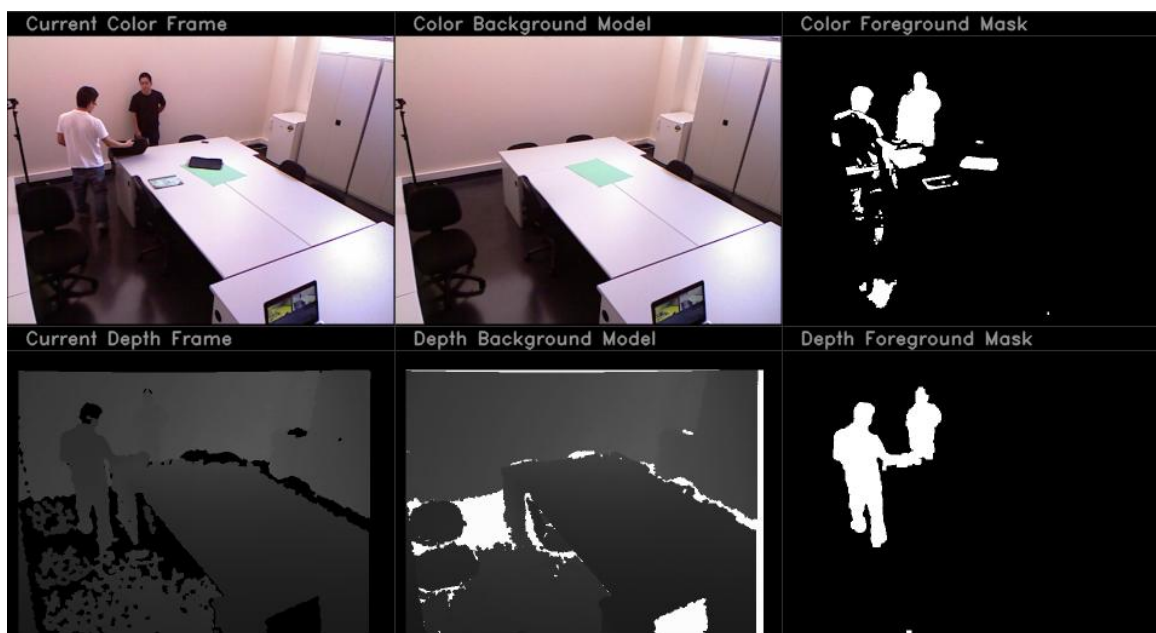 Current Color Frame
Color Background Model
Color Foreground Mask
Current Depth Frame
Depth Background Model
Depth Foreground Mask